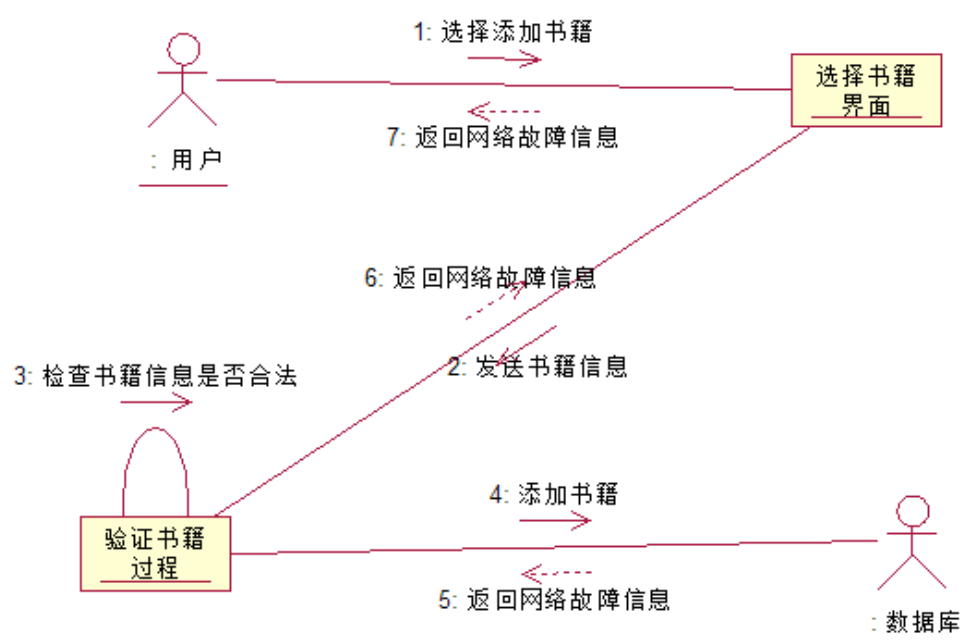 1: 选择添加书籍
选择书籍
界面
7: 返回网络故障信息
: 用户
6: 返回网络故障信息
2: 发送书籍信息
3: 检查书籍信息是否合法
4: 添加书籍
验证书籍
过程
5: 返回网络故障信息
: 数据库